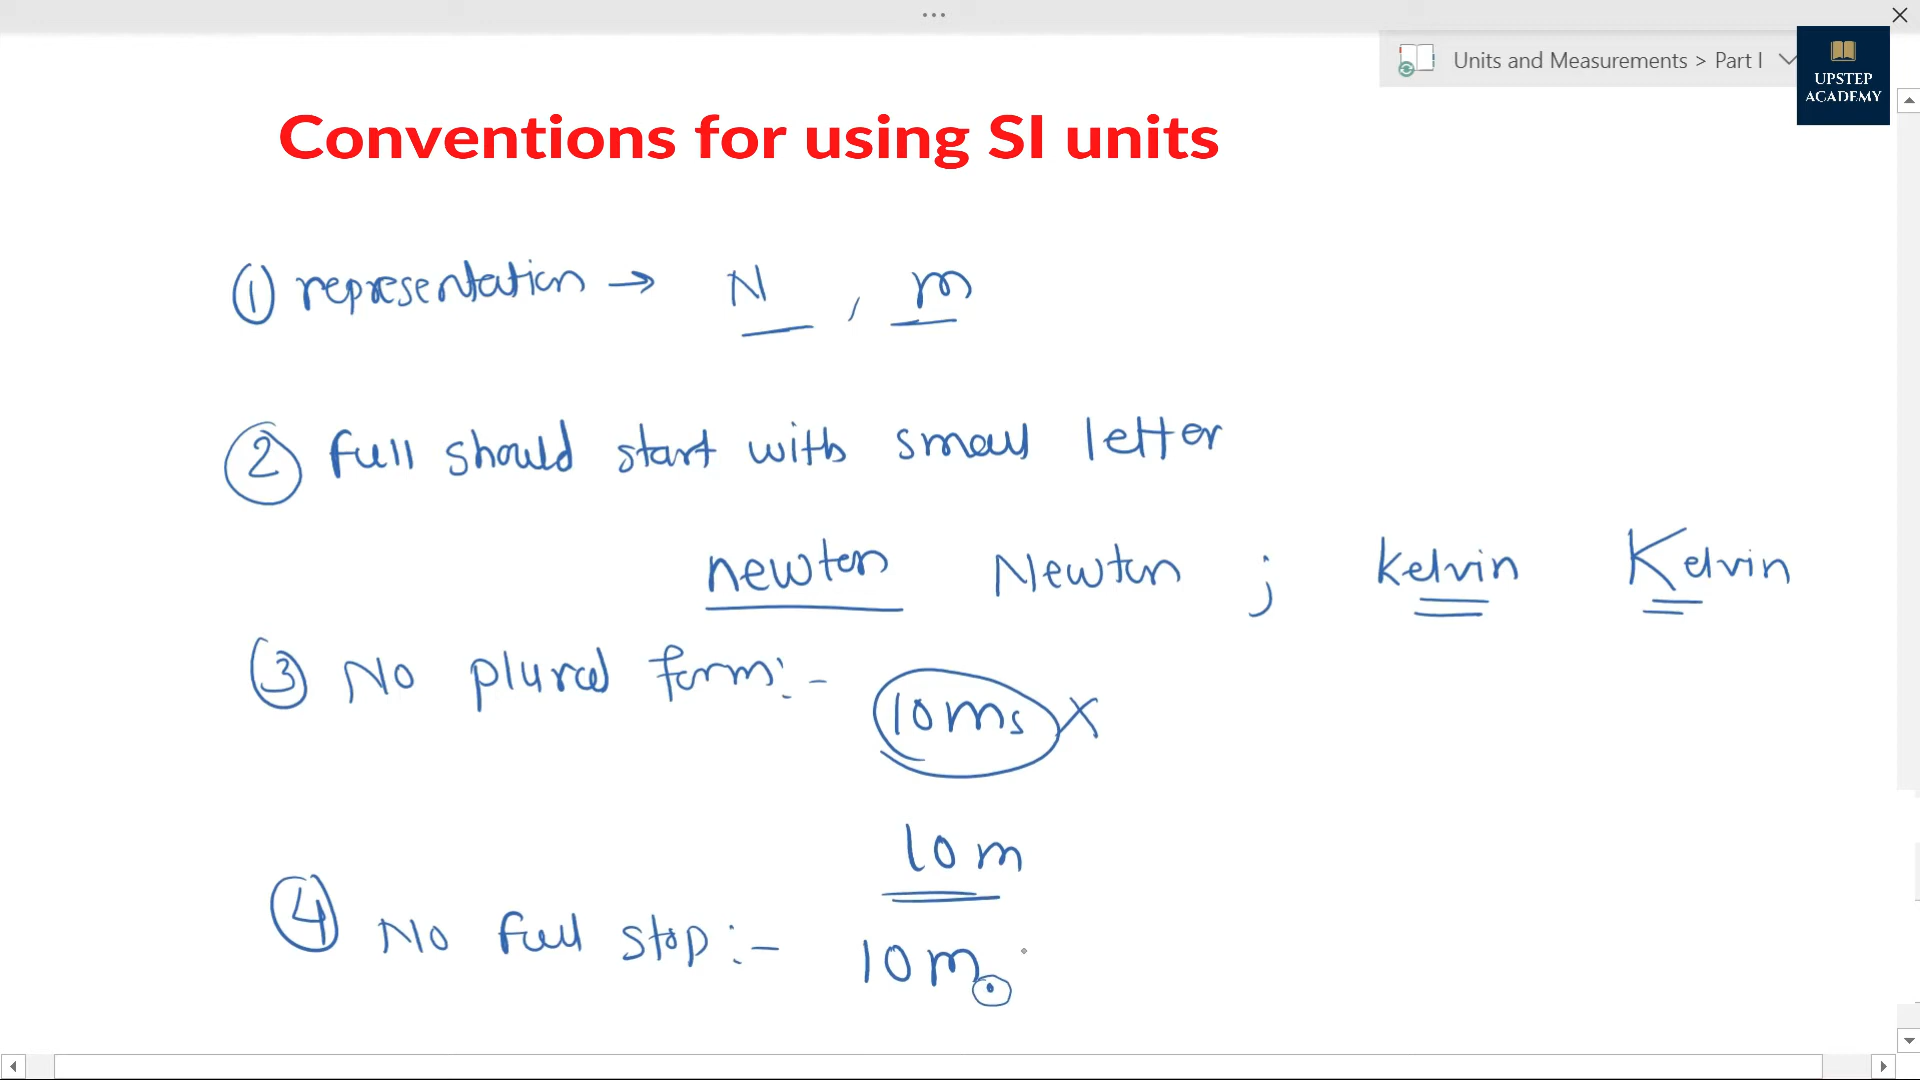 Units and Measurements > Part I
UPSTEP
ACADEMY
Conventions for using SI units
① representation → N , m
② full should start with small letter
newton Newton ; kelvin Kelvin
③ No plural form:- 10ms X
10 m
④ No full stop:- 10m.